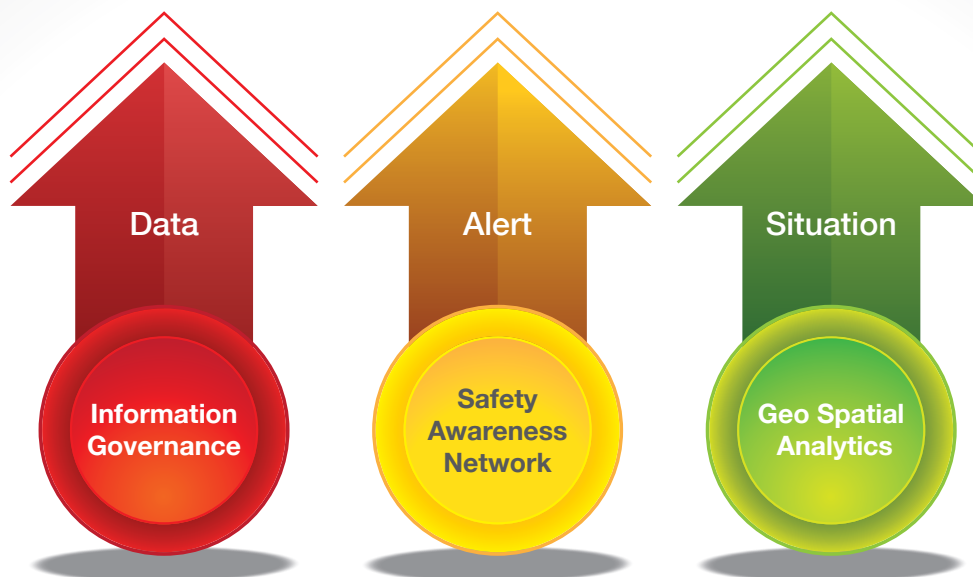 Data
Alert
Situation
Information
Governance
Safety
Awareness
Network
Geo Spatial
Analytics